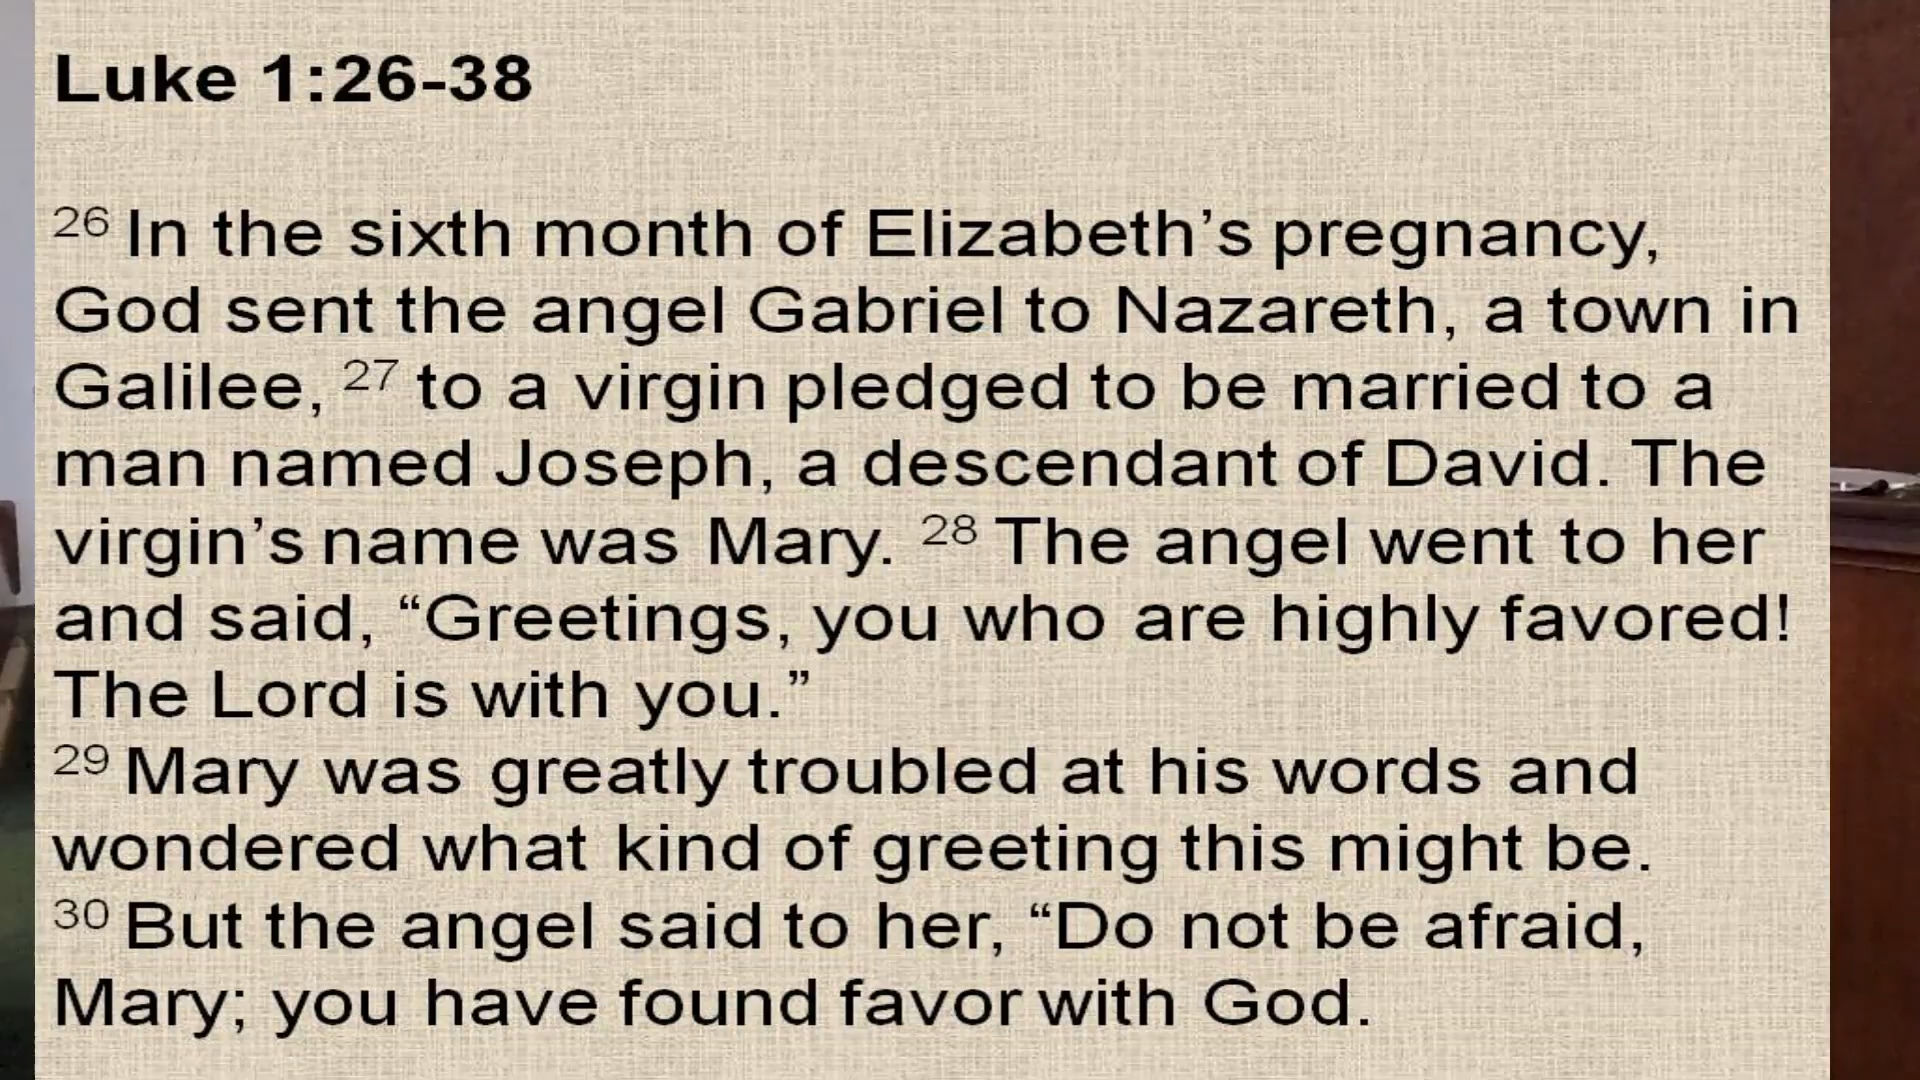 Luke 1:26-38
26 In the sixth month of Elizabeth’s pregnancy,
God sent the angel Gabriel to Nazareth, a town in
Galilee, 27 to a virgin pledged to be married to a
man named Joseph, a descendant of David. The
virgin’s name was Mary. 28 The angel went to her
and said, “Greetings, you who are highly favored!
The Lord is with you.”
29 Mary was greatly troubled at his words and
wondered what kind of greeting this might be.
30 But the angel said to her, “Do not be afraid,
Mary; you have found favor with God.